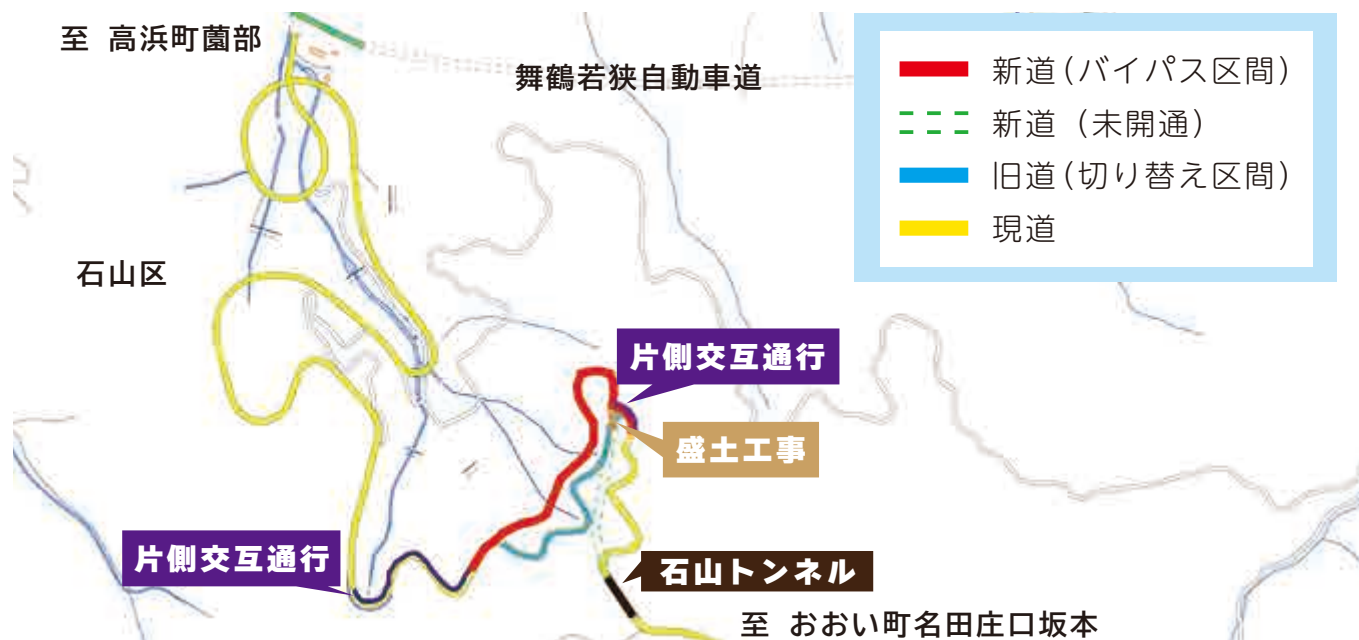 至 高浜町薗部
舞鶴若狭自動車道
新道(バイパス区間)
新道（未開通）
旧道(切り替え区間)
現道
石山区
片側交互通行
盛土工事
片側交互通行
石山トンネル
至 おおい町名田庄口坂本